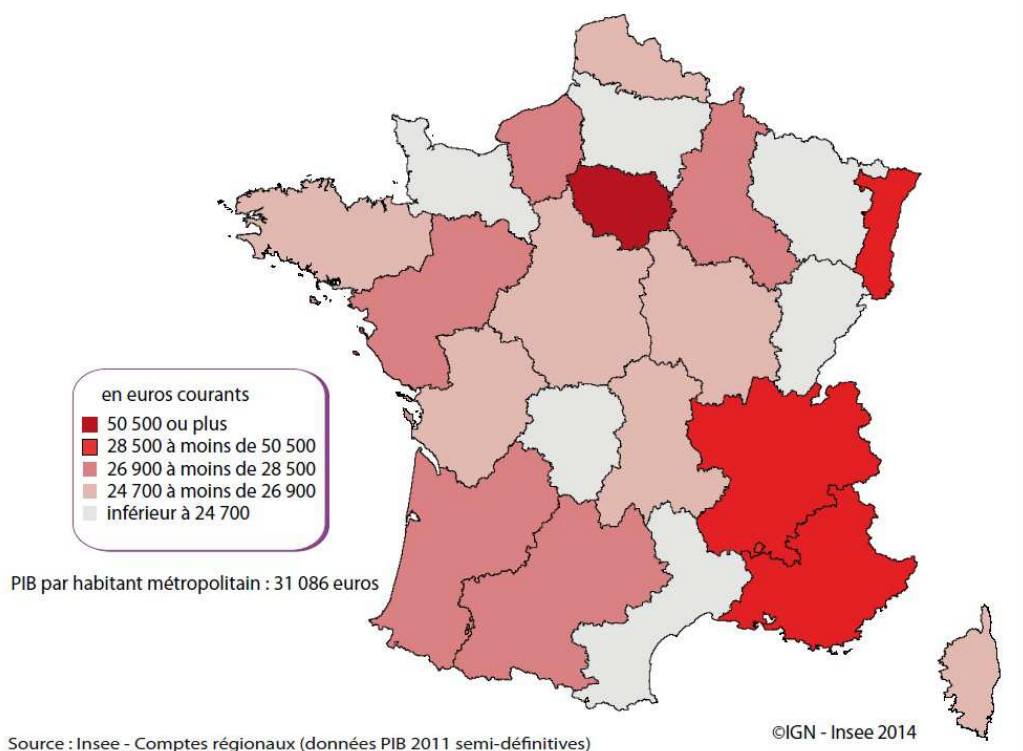 en euros courants
50 500 ou plus
28 500 à moins de 50 500
26 900 à moins de 28 500
24 700 à moins de 26 900
inférieur à 24 700
PIB par habitant métropolitain : 31 086 euros
©IGN - Insee 2014
Source : Insee - Comptes régionaux (données PIB 2011 semi-définitives)